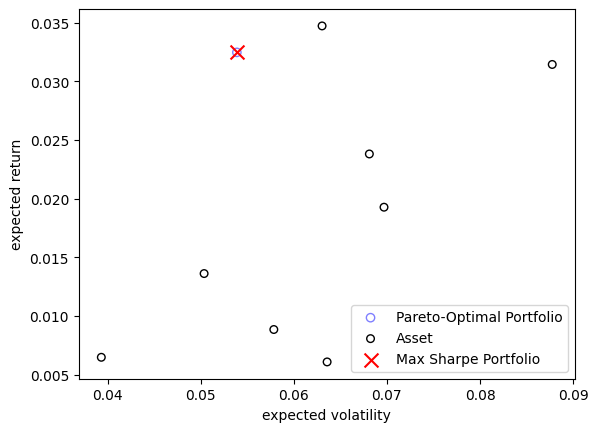 0.035
0.030
0.025
0.020
0.015
0.010
0.005
expected return
Pareto-Optimal Portfolio
Asset
Max Sharpe Portfolio
0.04 0.05 0.06 0.07 0.08 0.09
expected volatility